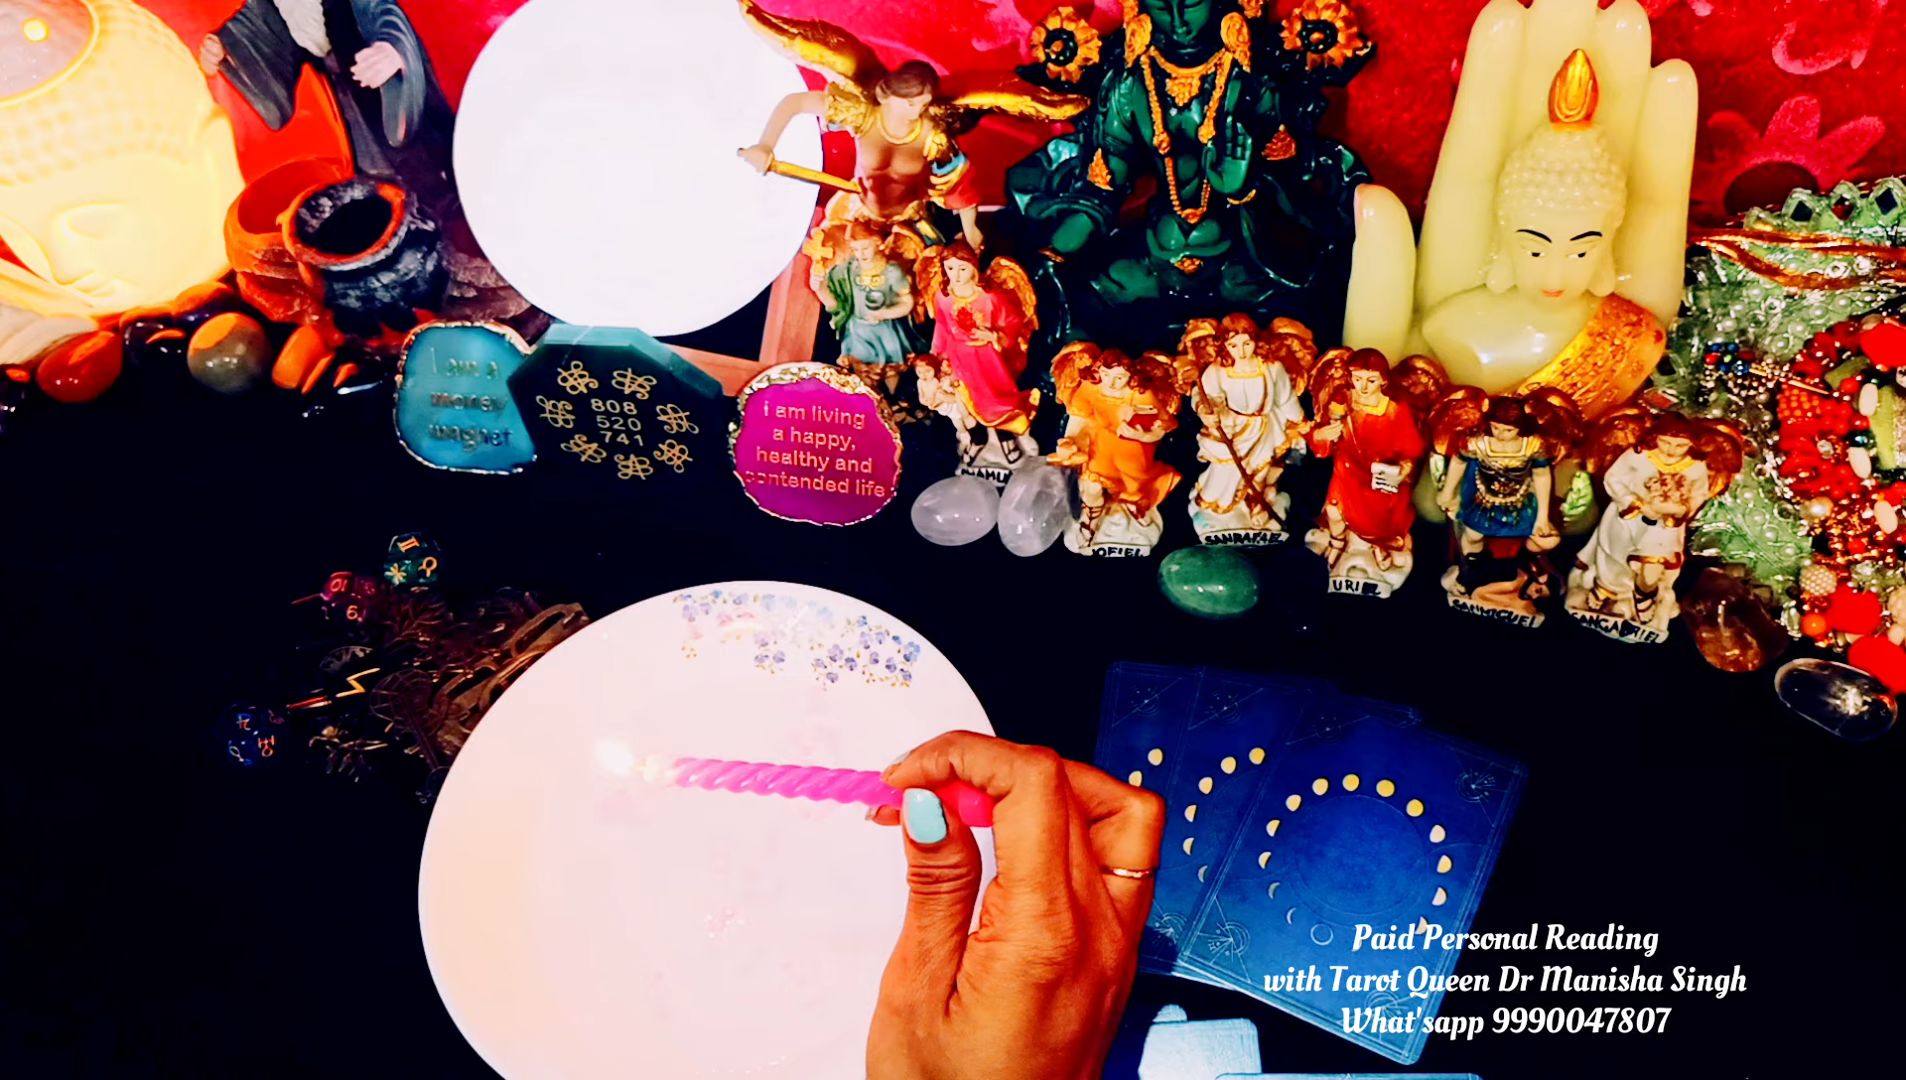 I am a
money
magnet
808
520
741
i am living
a happy,
healthy and
contended life
JOFIEL
SANRAFAEL
URIEL
SANMIGUEL
SANGABRIEL
Paid Personal Reading
with Tarot Queen Dr Manisha Singh
What'sapp 9990047807